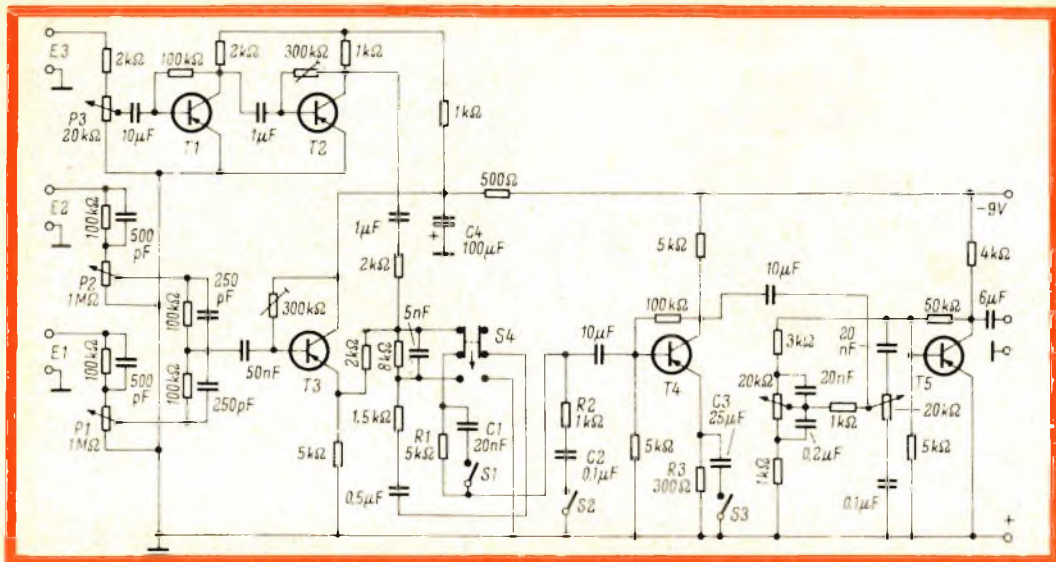 E3
2kΩ
100kΩ
2kΩ
300kΩ
1kΩ
P3
20kΩ
10µF
T1
1µF
T2
1kΩ
500Ω
-9V
E2
100kΩ
500
pF
P2
1MΩ
250
pF
100kΩ
300kΩ
1µF
C4
100µF
2kΩ
+
5kΩ
10µF
4kΩ
E1
100kΩ
500
pF
P1
1MΩ
100kΩ
250pF
50nF
T3
2kΩ
8kΩ
5nF
S4
10µF
100kΩ
T4
3kΩ
20
nF
50kΩ
6µF
T5
20kΩ
20nF
1kΩ
20kΩ
5kΩ
1,5kΩ
0,5µF
R1
5kΩ
C1
20nF
S1
R2
1kΩ
C2
0,1µF
S2
5kΩ
C3
25µF
R3
300Ω
S3
1kΩ
0,2µF
0,1µF
5kΩ
+